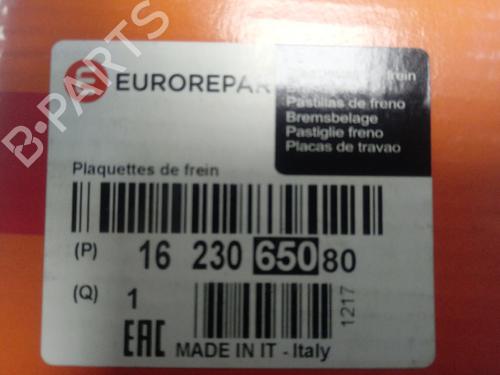 B-PARTS
EUROREPAR
frein
Pastillas de freno
Bremsbelage
Pastiglie freno
Placas de travao
Plaquettes de frein
(P) 16 230 650 80
(Q) 1
1217
EAC MADE IN IT - Italy